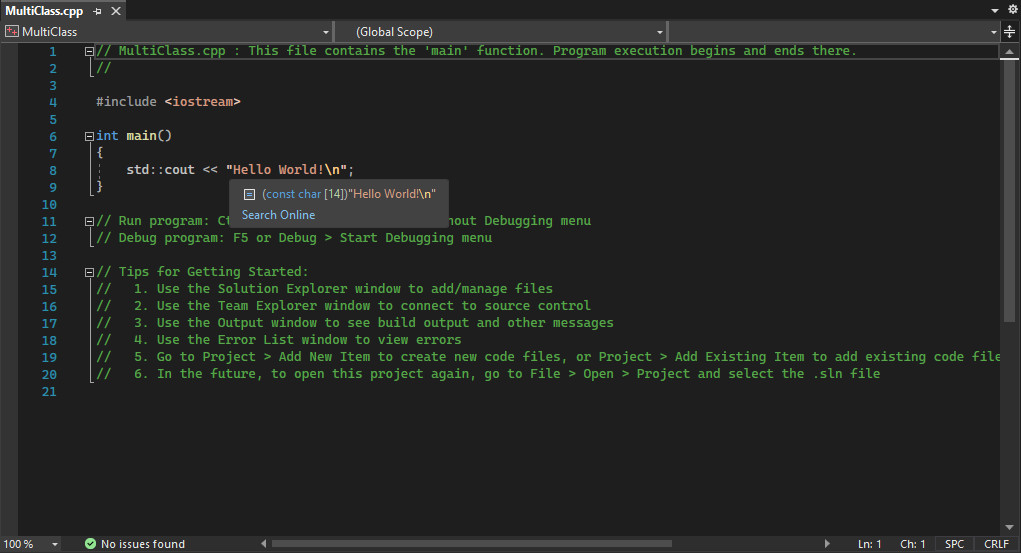 MultiClass.cpp
MultiClass (Global Scope)
1 // MultiClass.cpp : This file contains the 'main' function. Program execution begins and ends there.
2 //
3
4 #include <iostream>
5
6 int main()
7 {
8 std::cout << "Hello World!\n";
9 }
(const char [14])"Hello World!\n"
Search Online
10
11 // Run program: Ct hout Debugging menu
12 // Debug program: F5 or Debug > Start Debugging menu
13
14 // Tips for Getting Started:
15 // 1. Use the Solution Explorer window to add/manage files
16 // 2. Use the Team Explorer window to connect to source control
17 // 3. Use the Output window to see build output and other messages
18 // 4. Use the Error List window to view errors
19 // 5. Go to Project > Add New Item to create new code files, or Project > Add Existing Item to add existing code file
20 // 6. In the future, to open this project again, go to File > Open > Project and select the .sln file
21
100 % No issues found Ln: 1 Ch: 1 SPC CRLF